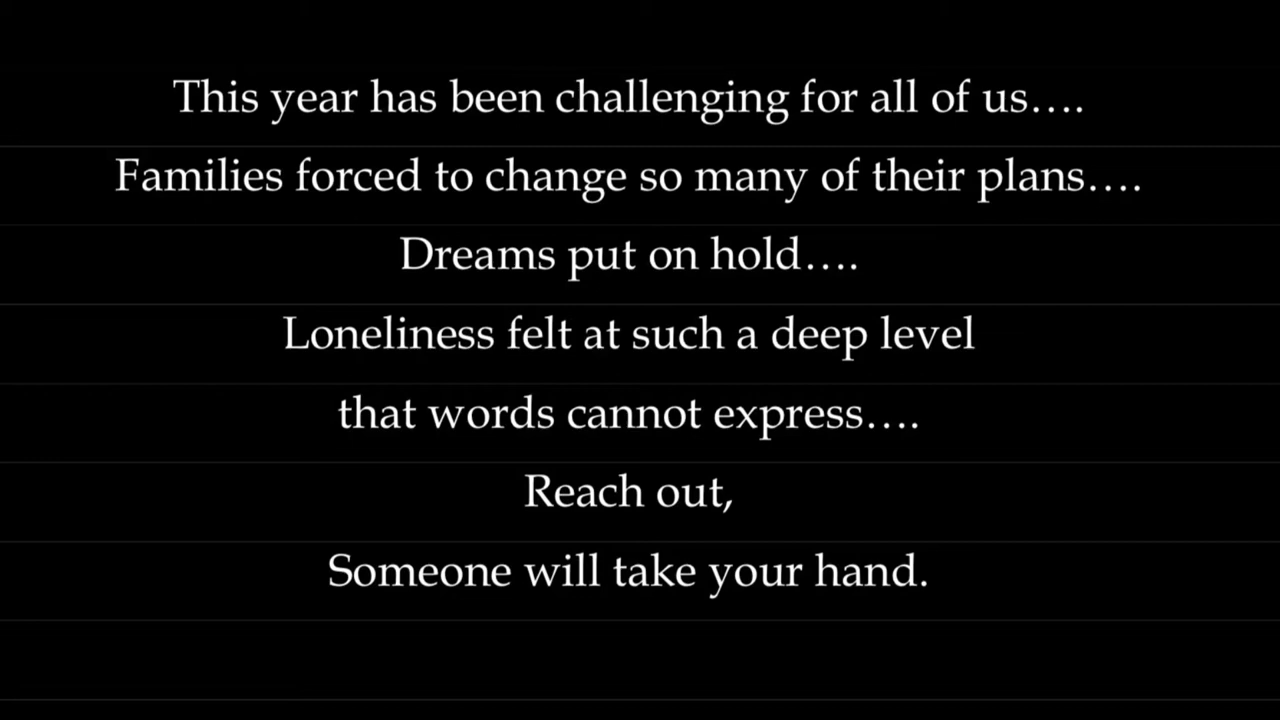 This year has been challenging for all of us….
Families forced to change so many of their plans….
Dreams put on hold….
Loneliness felt at such a deep level
that words cannot express….
Reach out,
Someone will take your hand.